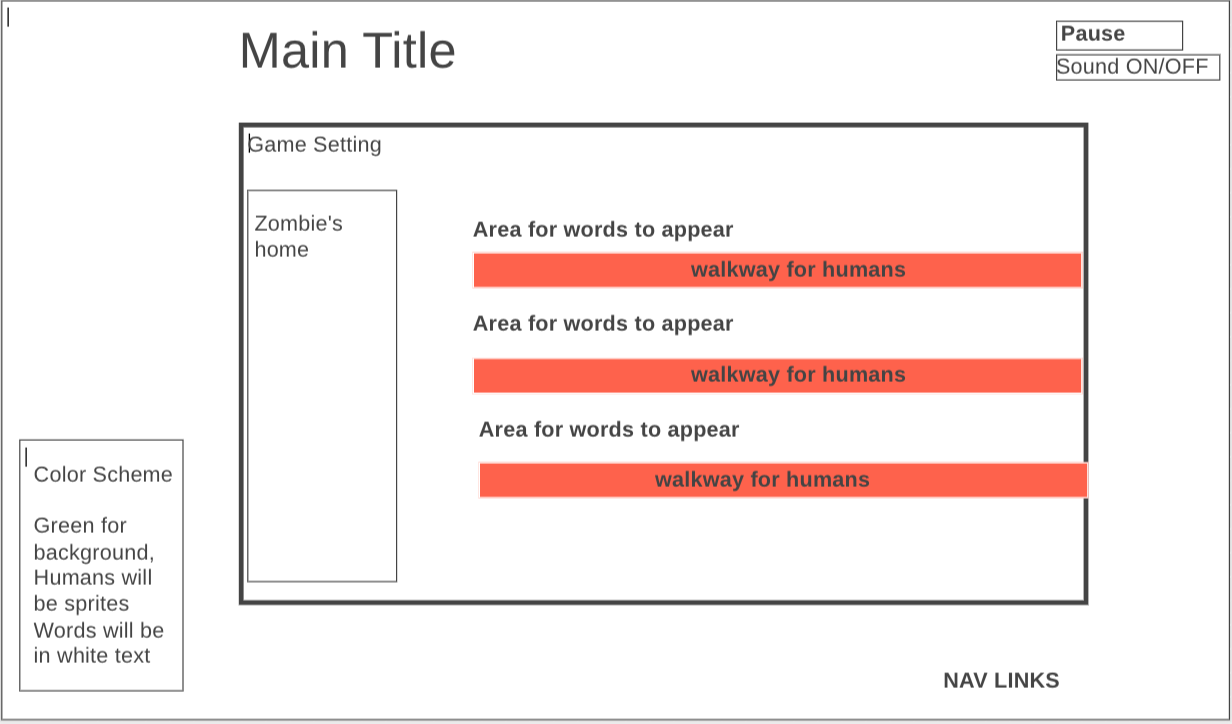 Main Title
Pause
Sound ON/OFF
Game Setting
Zombie's
home
Area for words to appear
walkway for humans
Area for words to appear
walkway for humans
Area for words to appear
walkway for humans
Color Scheme
Green for
background,
Humans will
be sprites
Words will be
in white text
NAV LINKS